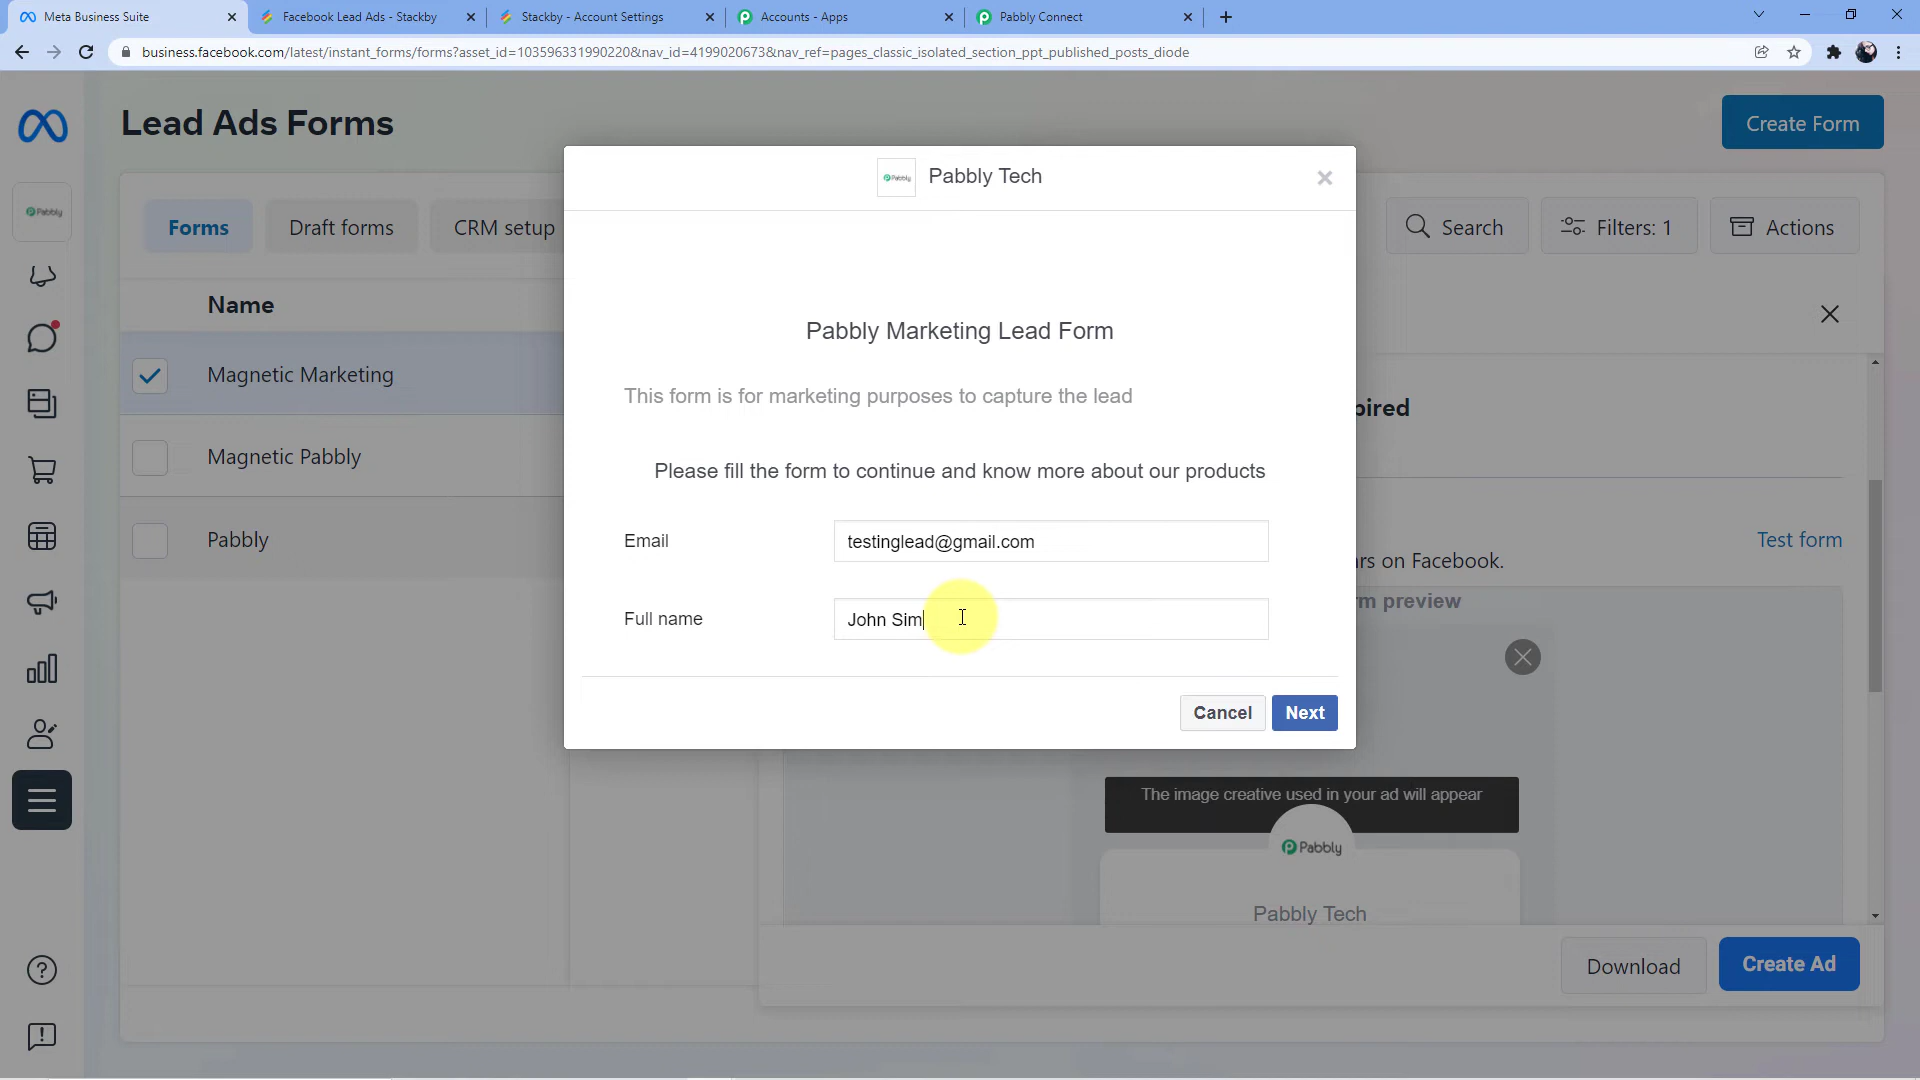 Meta Business Suite
Facebook Lead Ads - Stackby
Stackby - Account Settings
Accounts - Apps
Pabbly Connect
business.facebook.com/latest/instant_forms/forms?asset_id=103596331990220&nav_id=4199020673&nav_ref=pages_classic_isolated_section_ppt_published_posts_diode
Lead Ads Forms
Create Form
Pabbly
Pabbly Tech
Pabbly
Forms
Draft forms
CRM setup
Search
Filters: 1
Actions
Name
Pabbly Marketing Lead Form
Magnetic Marketing
This form is for marketing purposes to capture the lead
pired
Magnetic Pabbly
Please fill the form to continue and know more about our products
Pabbly
Email
testinglead@gmail.com
Test form
ars on Facebook.
rm preview
Full name
John Sim
Cancel
Next
The image creative used in your ad will appear
Pabbly
Pabbly Tech
Download
Create Ad